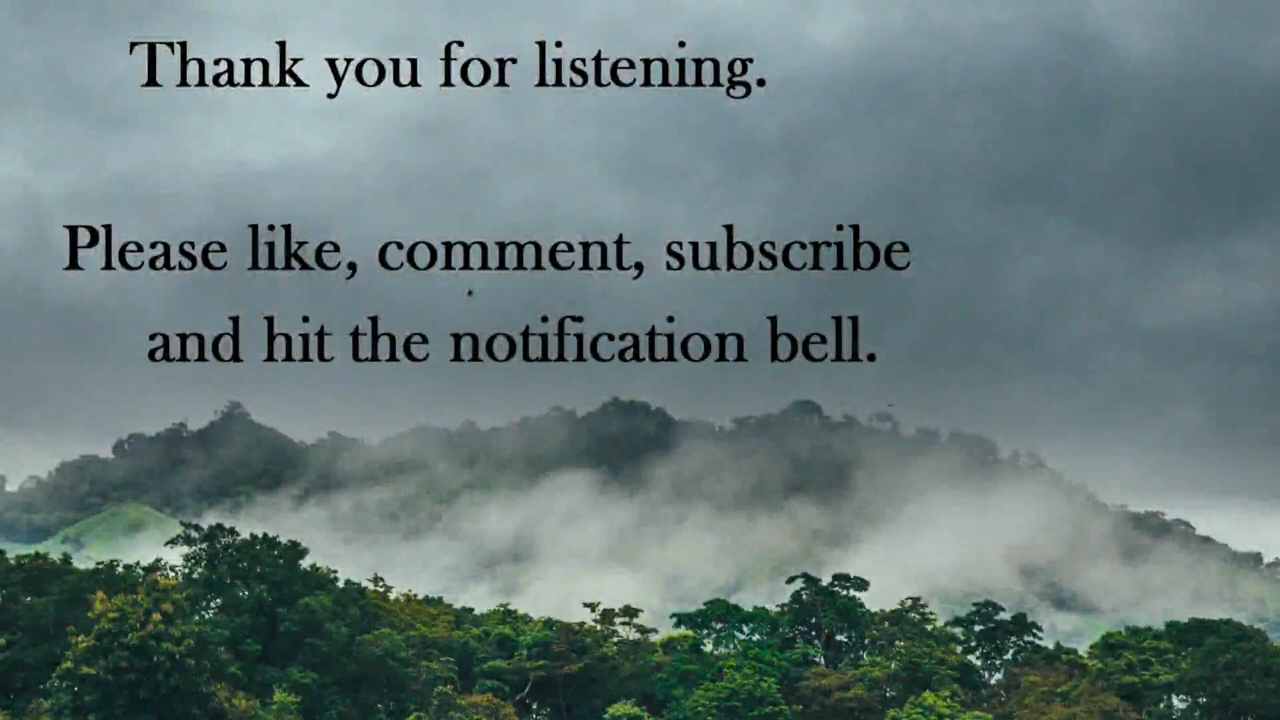 Thank you for listening.
Please like, comment, subscribe
and hit the notification bell.